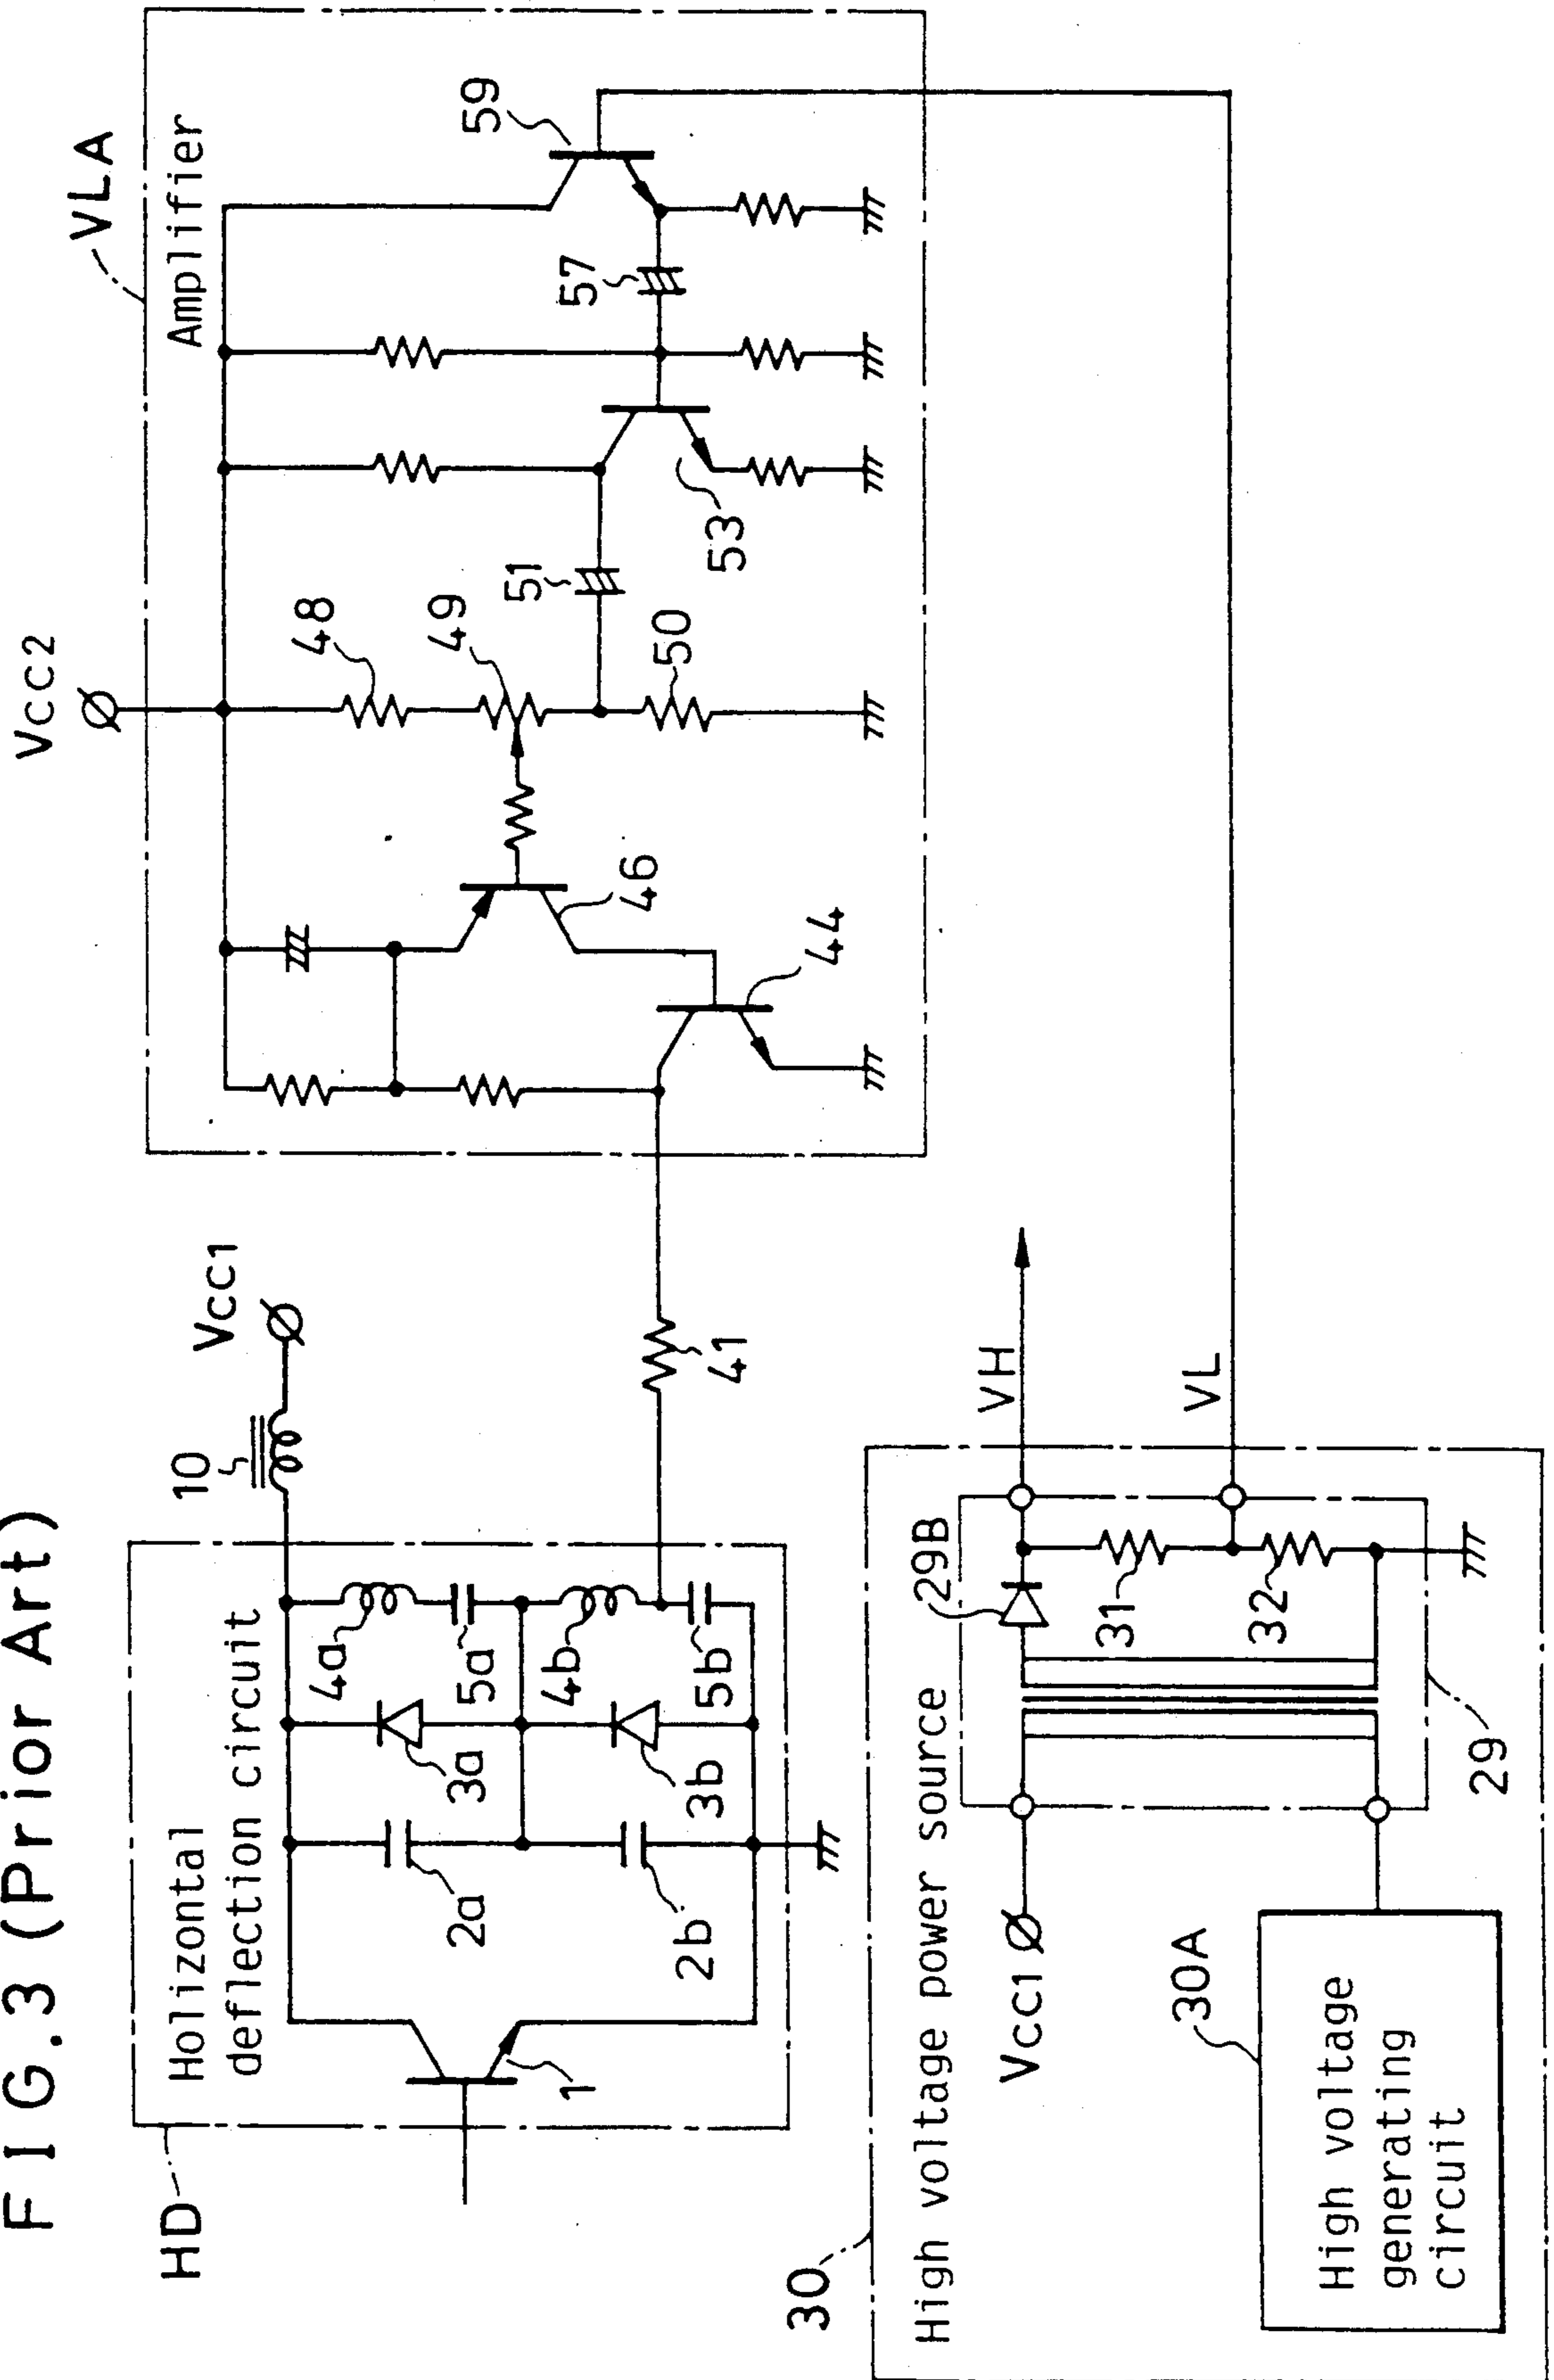 FIG.3 (Prior Art)
HD
Holizontal
deflection circuit
1
2a
2b
3a
3b
4a
5a
4b
5b
10
Vcc1
41
VLA
Amplifier
Vcc2
44
46
48
49
50
51
53
57
59
30
High voltage power source
Vcc1
30A
High voltage
generating
circuit
29
29B
31
32
VH
VL